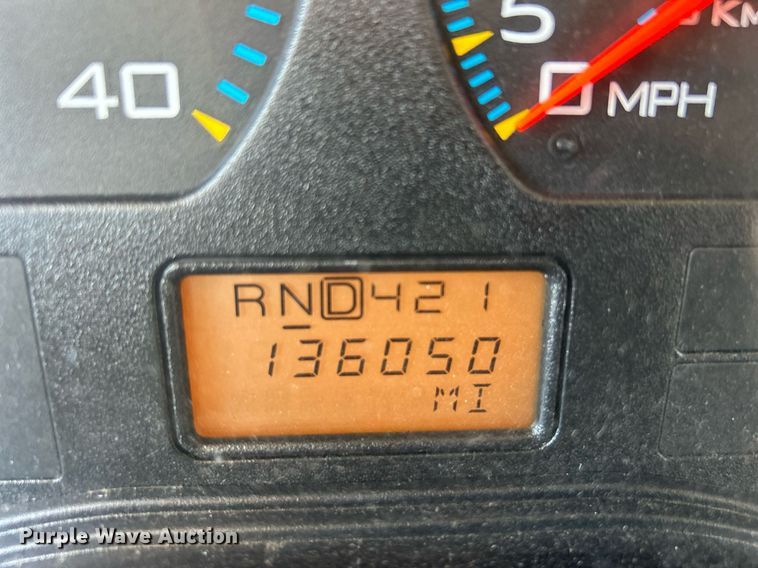 40
5
0 MPH
Km
RND421
136050
MI
Purple Wave Auction